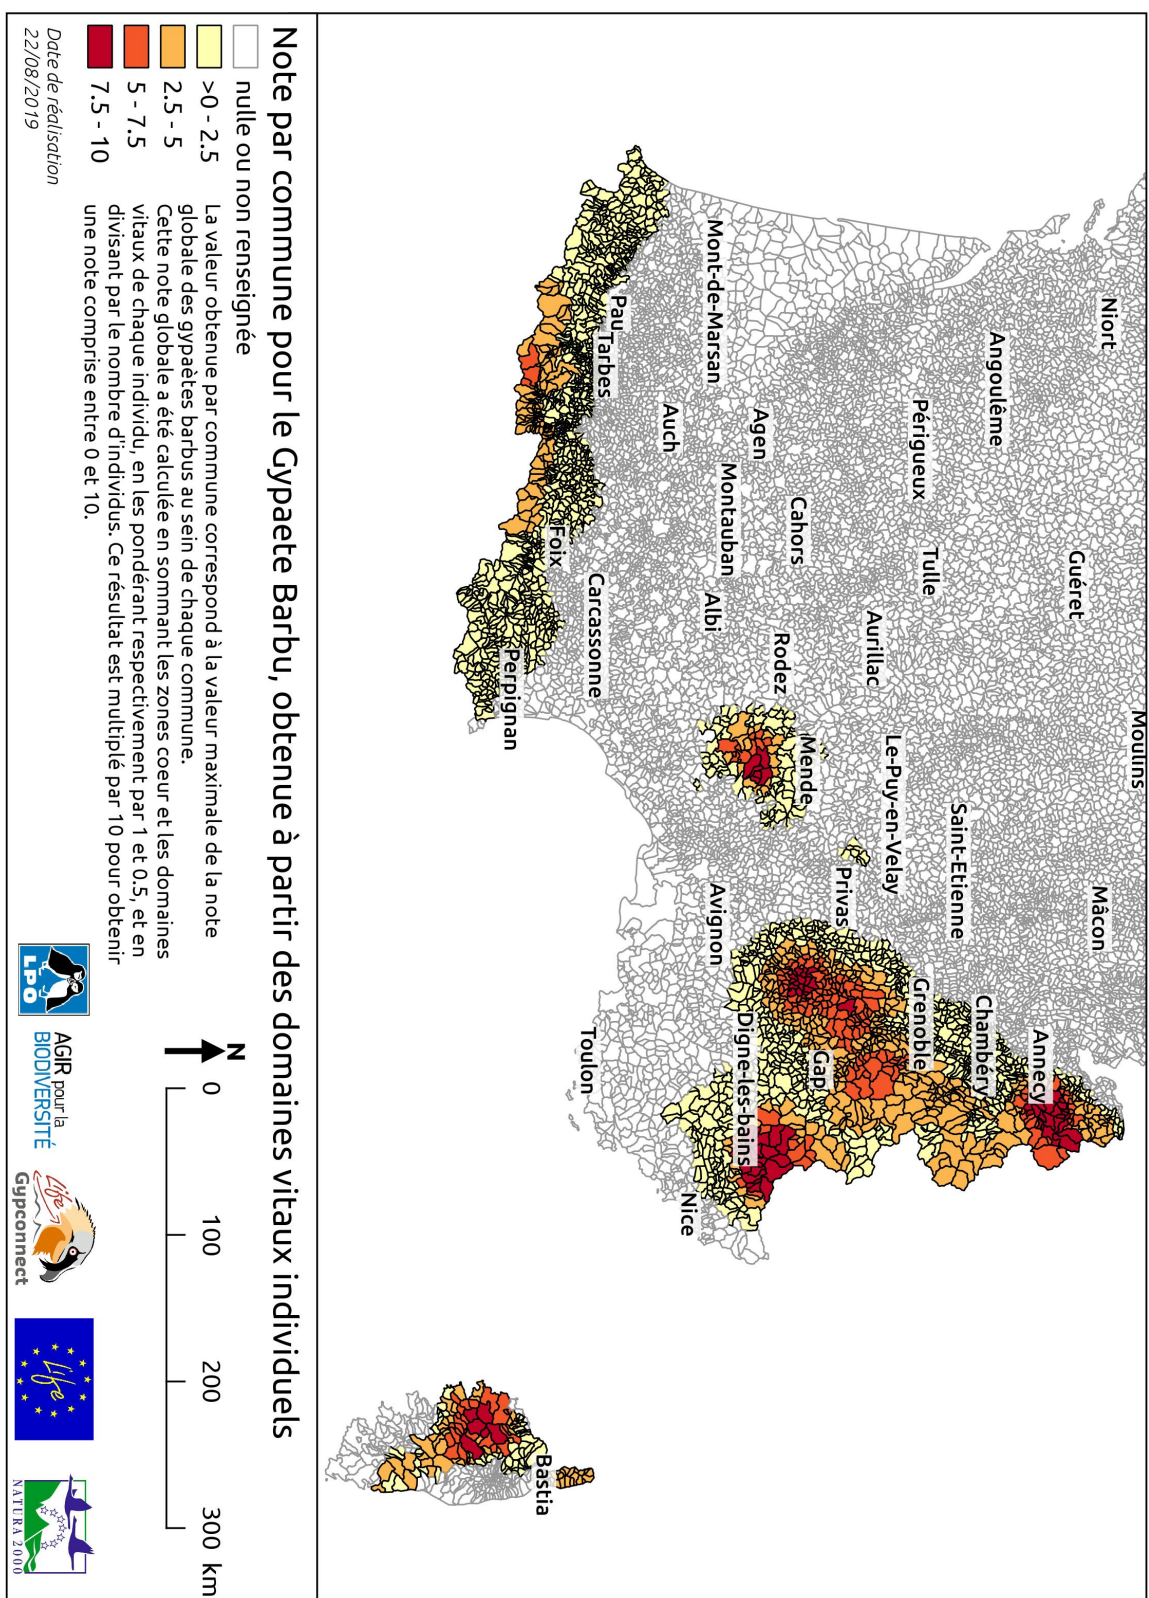 Niort
Guéret
Moulins
Mâcon
Angoulême
Périgueux
Tulle
Aurillac
Le-Puy-en-Velay
Saint-Etienne
Annecy
Chambéry
Grenoble
Agen
Cahors
Rodez
Mende
Privas
Gap
Mont-de-Marsan
Auch
Montauban
Albi
Avignon
Digne-les-bains
Nice
Pau
Tarbes
Foix
Carcassonne
Perpignan
Toulon
Bastia
Note par commune pour le Gypaete Barbu, obtenue à partir des domaines vitaux individuels
nulle ou non renseignée
>0 - 2.5
2.5 - 5
5 - 7.5
7.5 - 10
La valeur obtenue par commune correspond à la valeur maximale de la note
globale des gypaètes barbus au sein de chaque commune.
Cette note globale a été calculée en sommant les zones coeur et les domaines
vitaux de chaque individu, en les pondérant respectivement par 1 et 0.5, et en
divisant par le nombre d'individus. Ce résultat est multiplé par 10 pour obtenir
une note comprise entre 0 et 10.
Date de réalisation
22/08/2019
N
0 100 200 300 km
LPO
AGIR pour la
BIODIVERSITÉ
Life
Gypconnect
Life
NATURA 2000